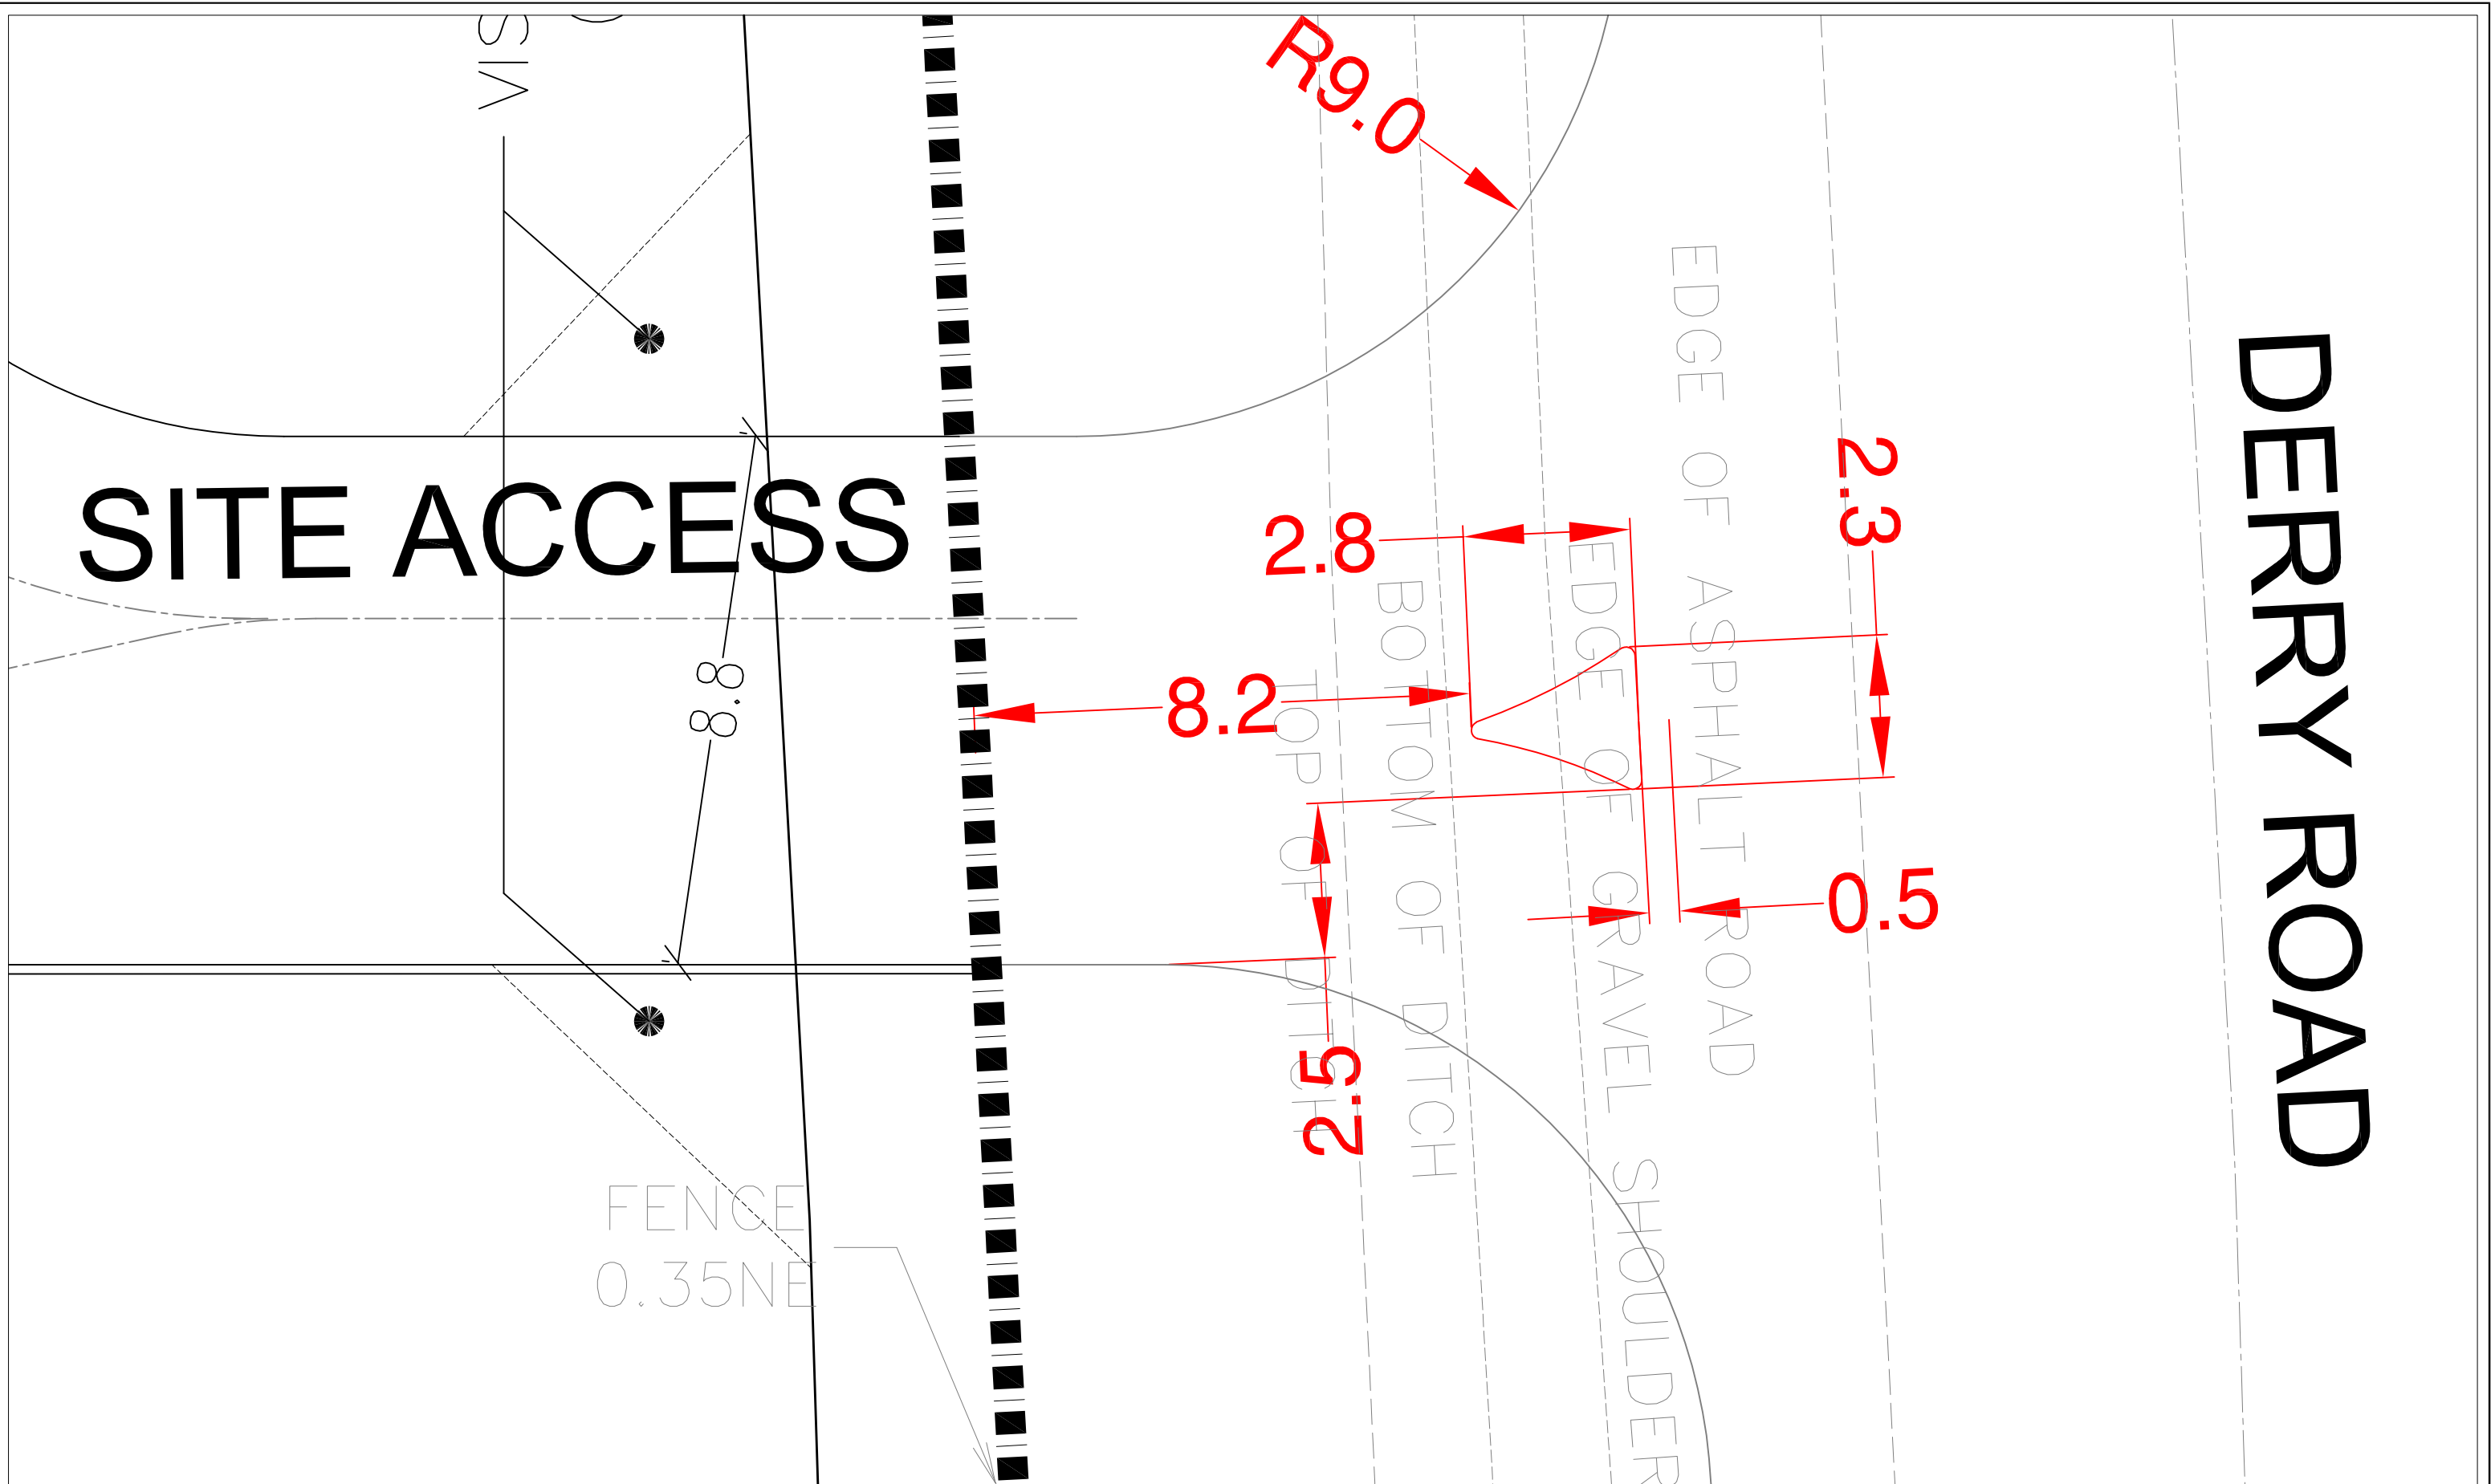 SIV
R9.0
SITE ACCESS
8.8
2.8
2.3
8.2
0.5
2.5
TOP OF DITCH
BOTTOM OF DITCH
EDGE OF GRAVEL SHOULDER
EDGE OF ASPHALT ROAD
DERRY ROAD
FENCE
0.35NE